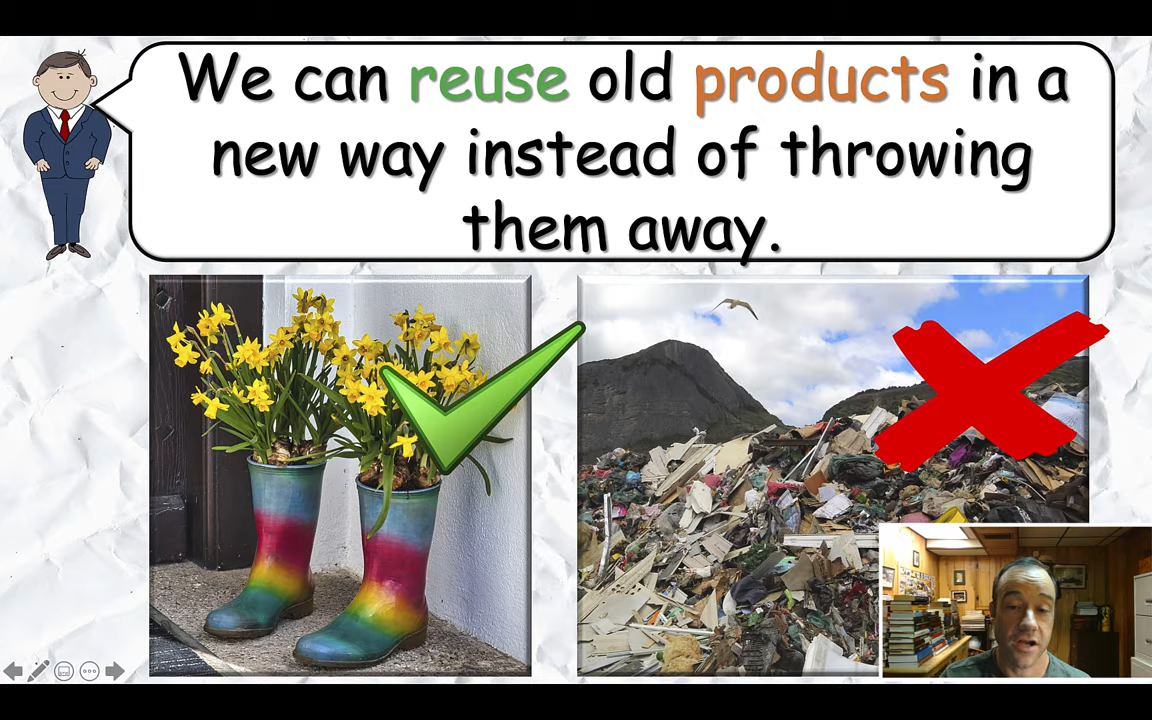 We can reuse old products in a
new way instead of throwing
them away.